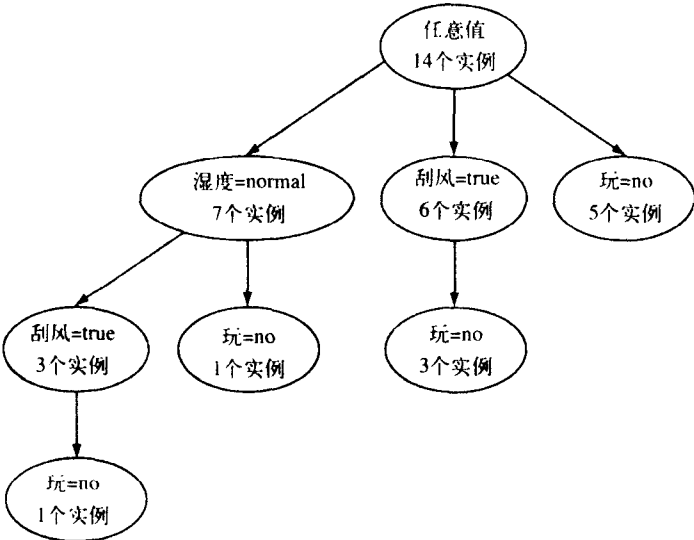 任意值
14个实例
湿度=normal
7个实例
刮风=true
6个实例
玩=no
5个实例
刮风=true
3个实例
玩=no
1个实例
玩=no
3个实例
玩=no
1个实例